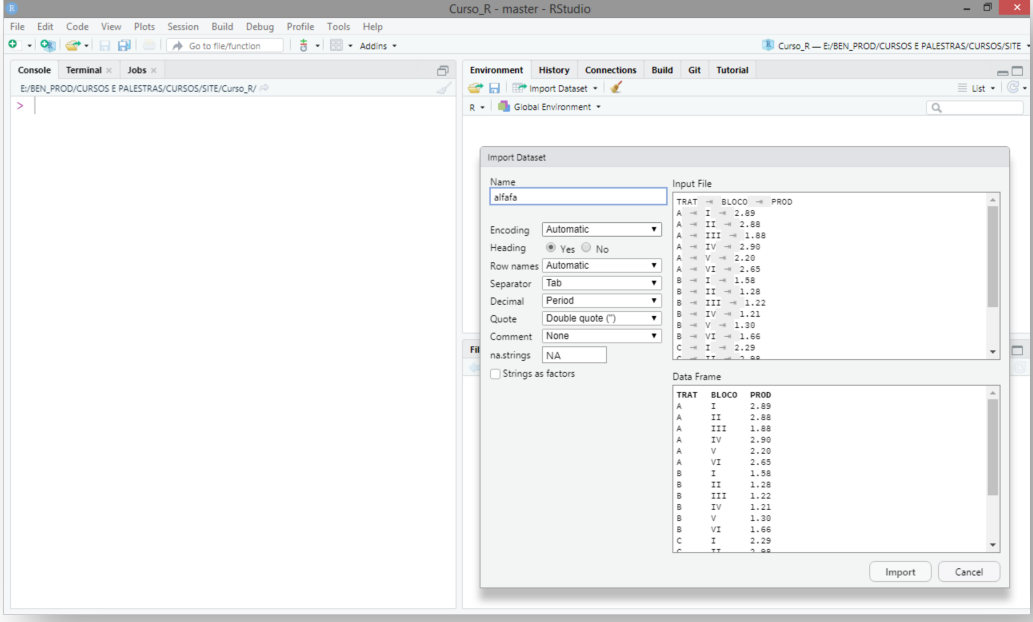 Curso_R - master - RStudio
File Edit Code View Plots Session Build Debug Profile Tools Help
Go to file/function Addins
Curso_R — E:/BEN_PROD/CURSOS E PALESTRAS/CURSOS/SITE
Console Terminal Jobs
E:/BEN_PROD/CURSOS E PALESTRAS/CURSOS/SITE/Curso_R/
>
Environment History Connections Build Git Tutorial
Import Dataset List
R Global Environment
Import Dataset
Name
alfafa
Encoding Automatic
Heading Yes No
Row names Automatic
Separator Tab
Decimal Period
Quote Double quote (")
Comment None
na.strings NA
Strings as factors
Input File
TRAT ⇥ BLOCO ⇥ PROD
A ⇥ I ⇥ 2.89
A ⇥ II ⇥ 2.88
A ⇥ III ⇥ 1.88
A ⇥ IV ⇥ 2.90
A ⇥ V ⇥ 2.20
A ⇥ VI ⇥ 2.65
B ⇥ I ⇥ 1.58
B ⇥ II ⇥ 1.28
B ⇥ III ⇥ 1.22
B ⇥ IV ⇥ 1.21
B ⇥ V ⇥ 1.30
B ⇥ VI ⇥ 1.66
C ⇥ I ⇥ 2.29
C ⇥ II ⇥ 2.98
Data Frame
TRAT BLOCO PROD
A I 2.89
A II 2.88
A III 1.88
A IV 2.90
A V 2.20
A VI 2.65
B I 1.58
B II 1.28
B III 1.22
B IV 1.21
B V 1.30
B VI 1.66
C I 2.29
C II 2.98
Import Cancel
Fil